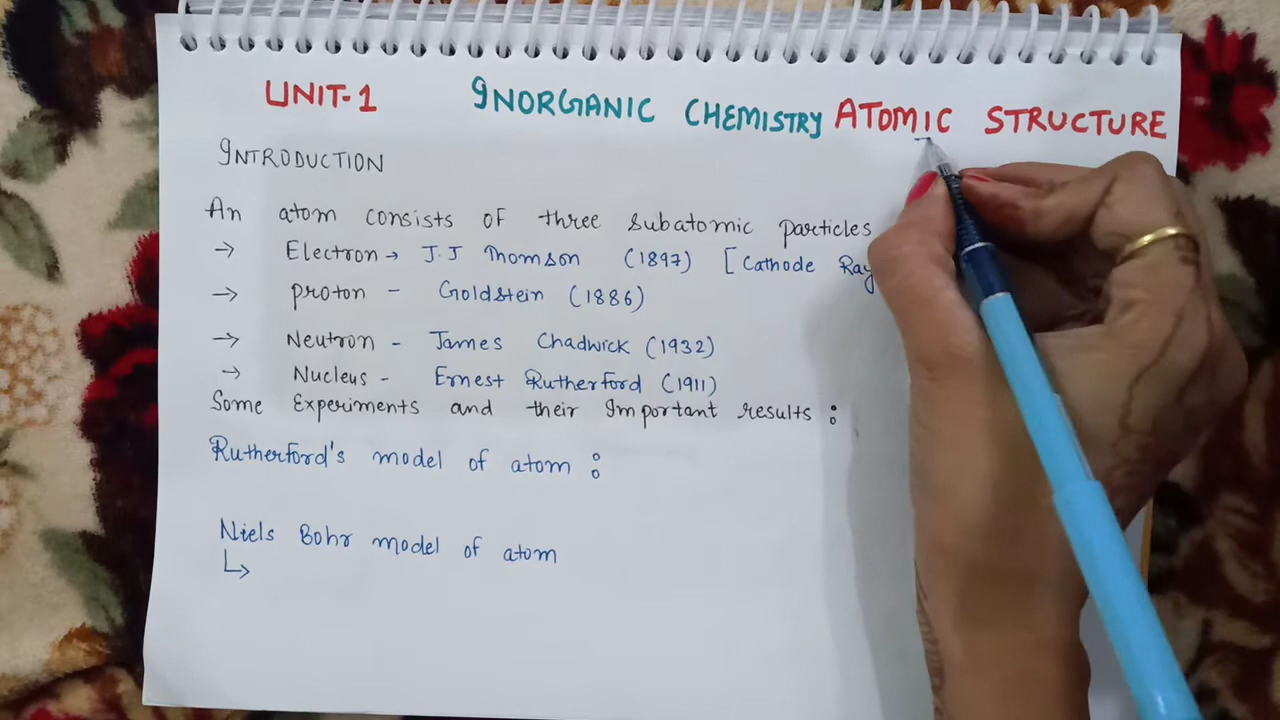 UNIT-1 INORGANIC CHEMISTRY ATOMIC STRUCTURE
INTRODUCTION
An atom consists of three subatomic particles
→ Electron → J.J Thomson (1897) [Cathode Ray
→ proton - Goldstein (1886)
→ Neutron - James Chadwick (1932)
→ Nucleus - Ernest Rutherford (1911)
Some Experiments and their Important results :
Rutherford's model of atom :
Niels Bohr model of atom
↳